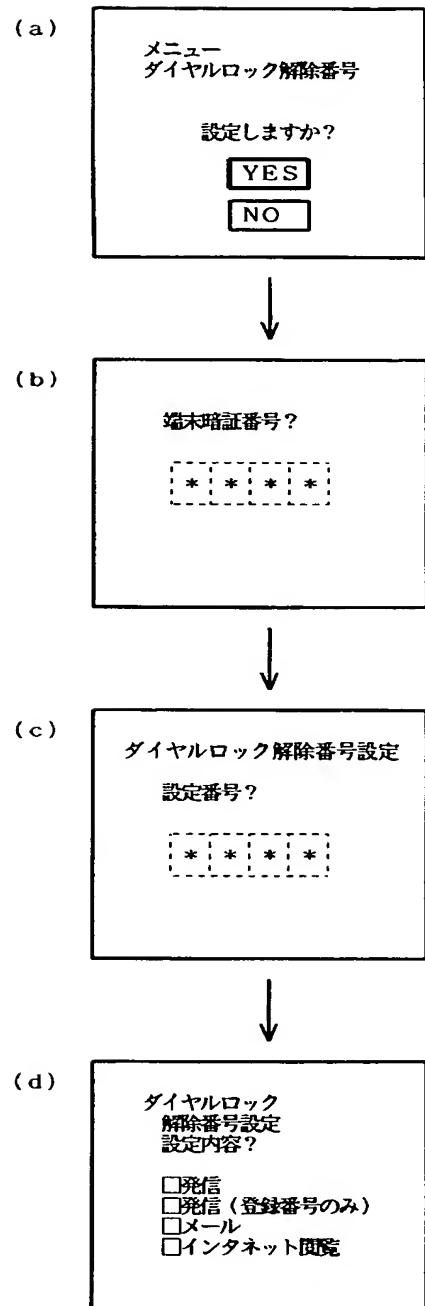 (a)
メニュー
ダイヤルロック解除番号
設定しますか？
YES
NO
(b)
端末暗証番号？
＊ ＊ ＊ ＊
(c)
ダイヤルロック解除番号設定
設定番号？
＊ ＊ ＊ ＊
(d)
ダイヤルロック
解除番号設定
設定内容？
□発信
□発信（登録番号のみ）
□メール
□インタネット閲覧